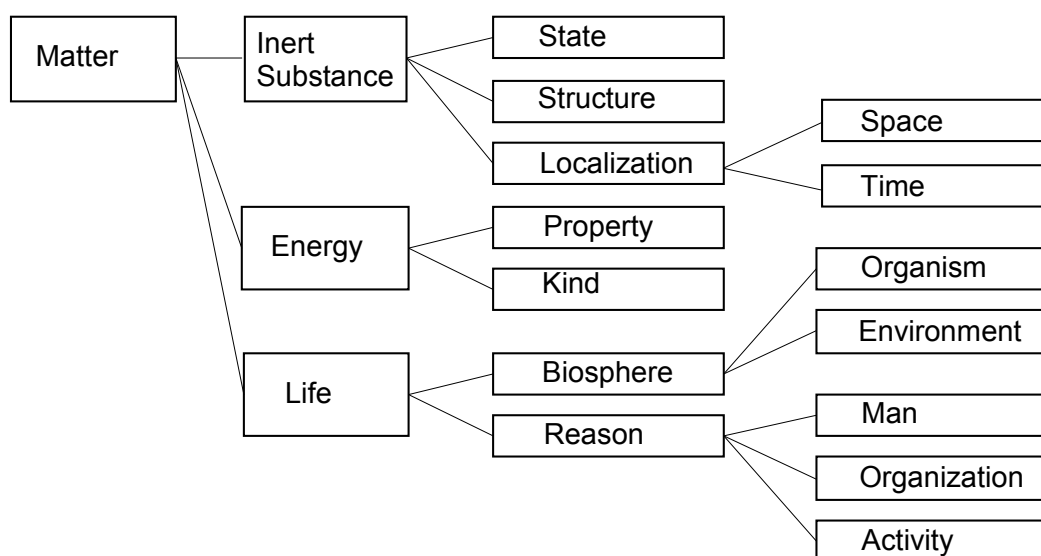 Matter
Inert
Substance
State
Structure
Localization
Space
Time
Energy
Property
Kind
Life
Biosphere
Organism
Environment
Reason
Man
Organization
Activity